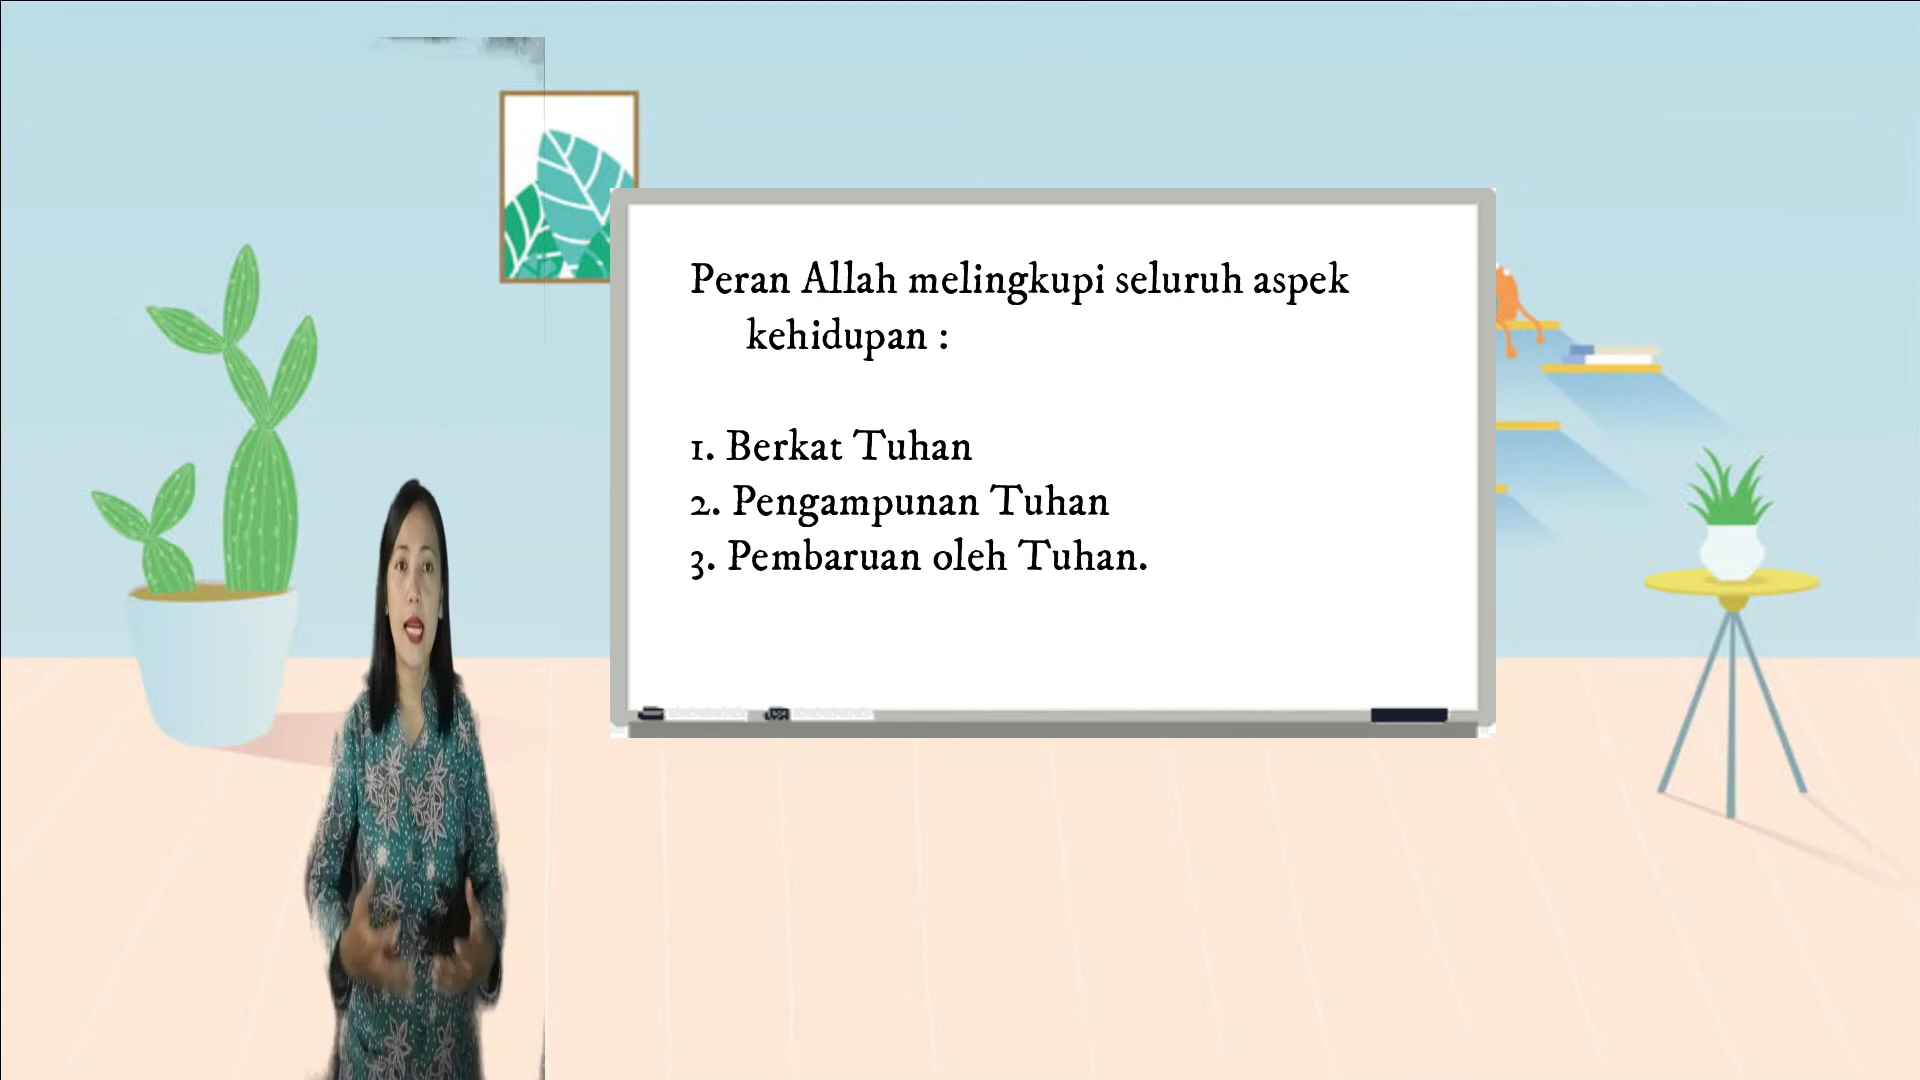 Peran Allah melingkupi seluruh aspek
kehidupan :
1. Berkat Tuhan
2. Pengampunan Tuhan
3. Pembaruan oleh Tuhan.